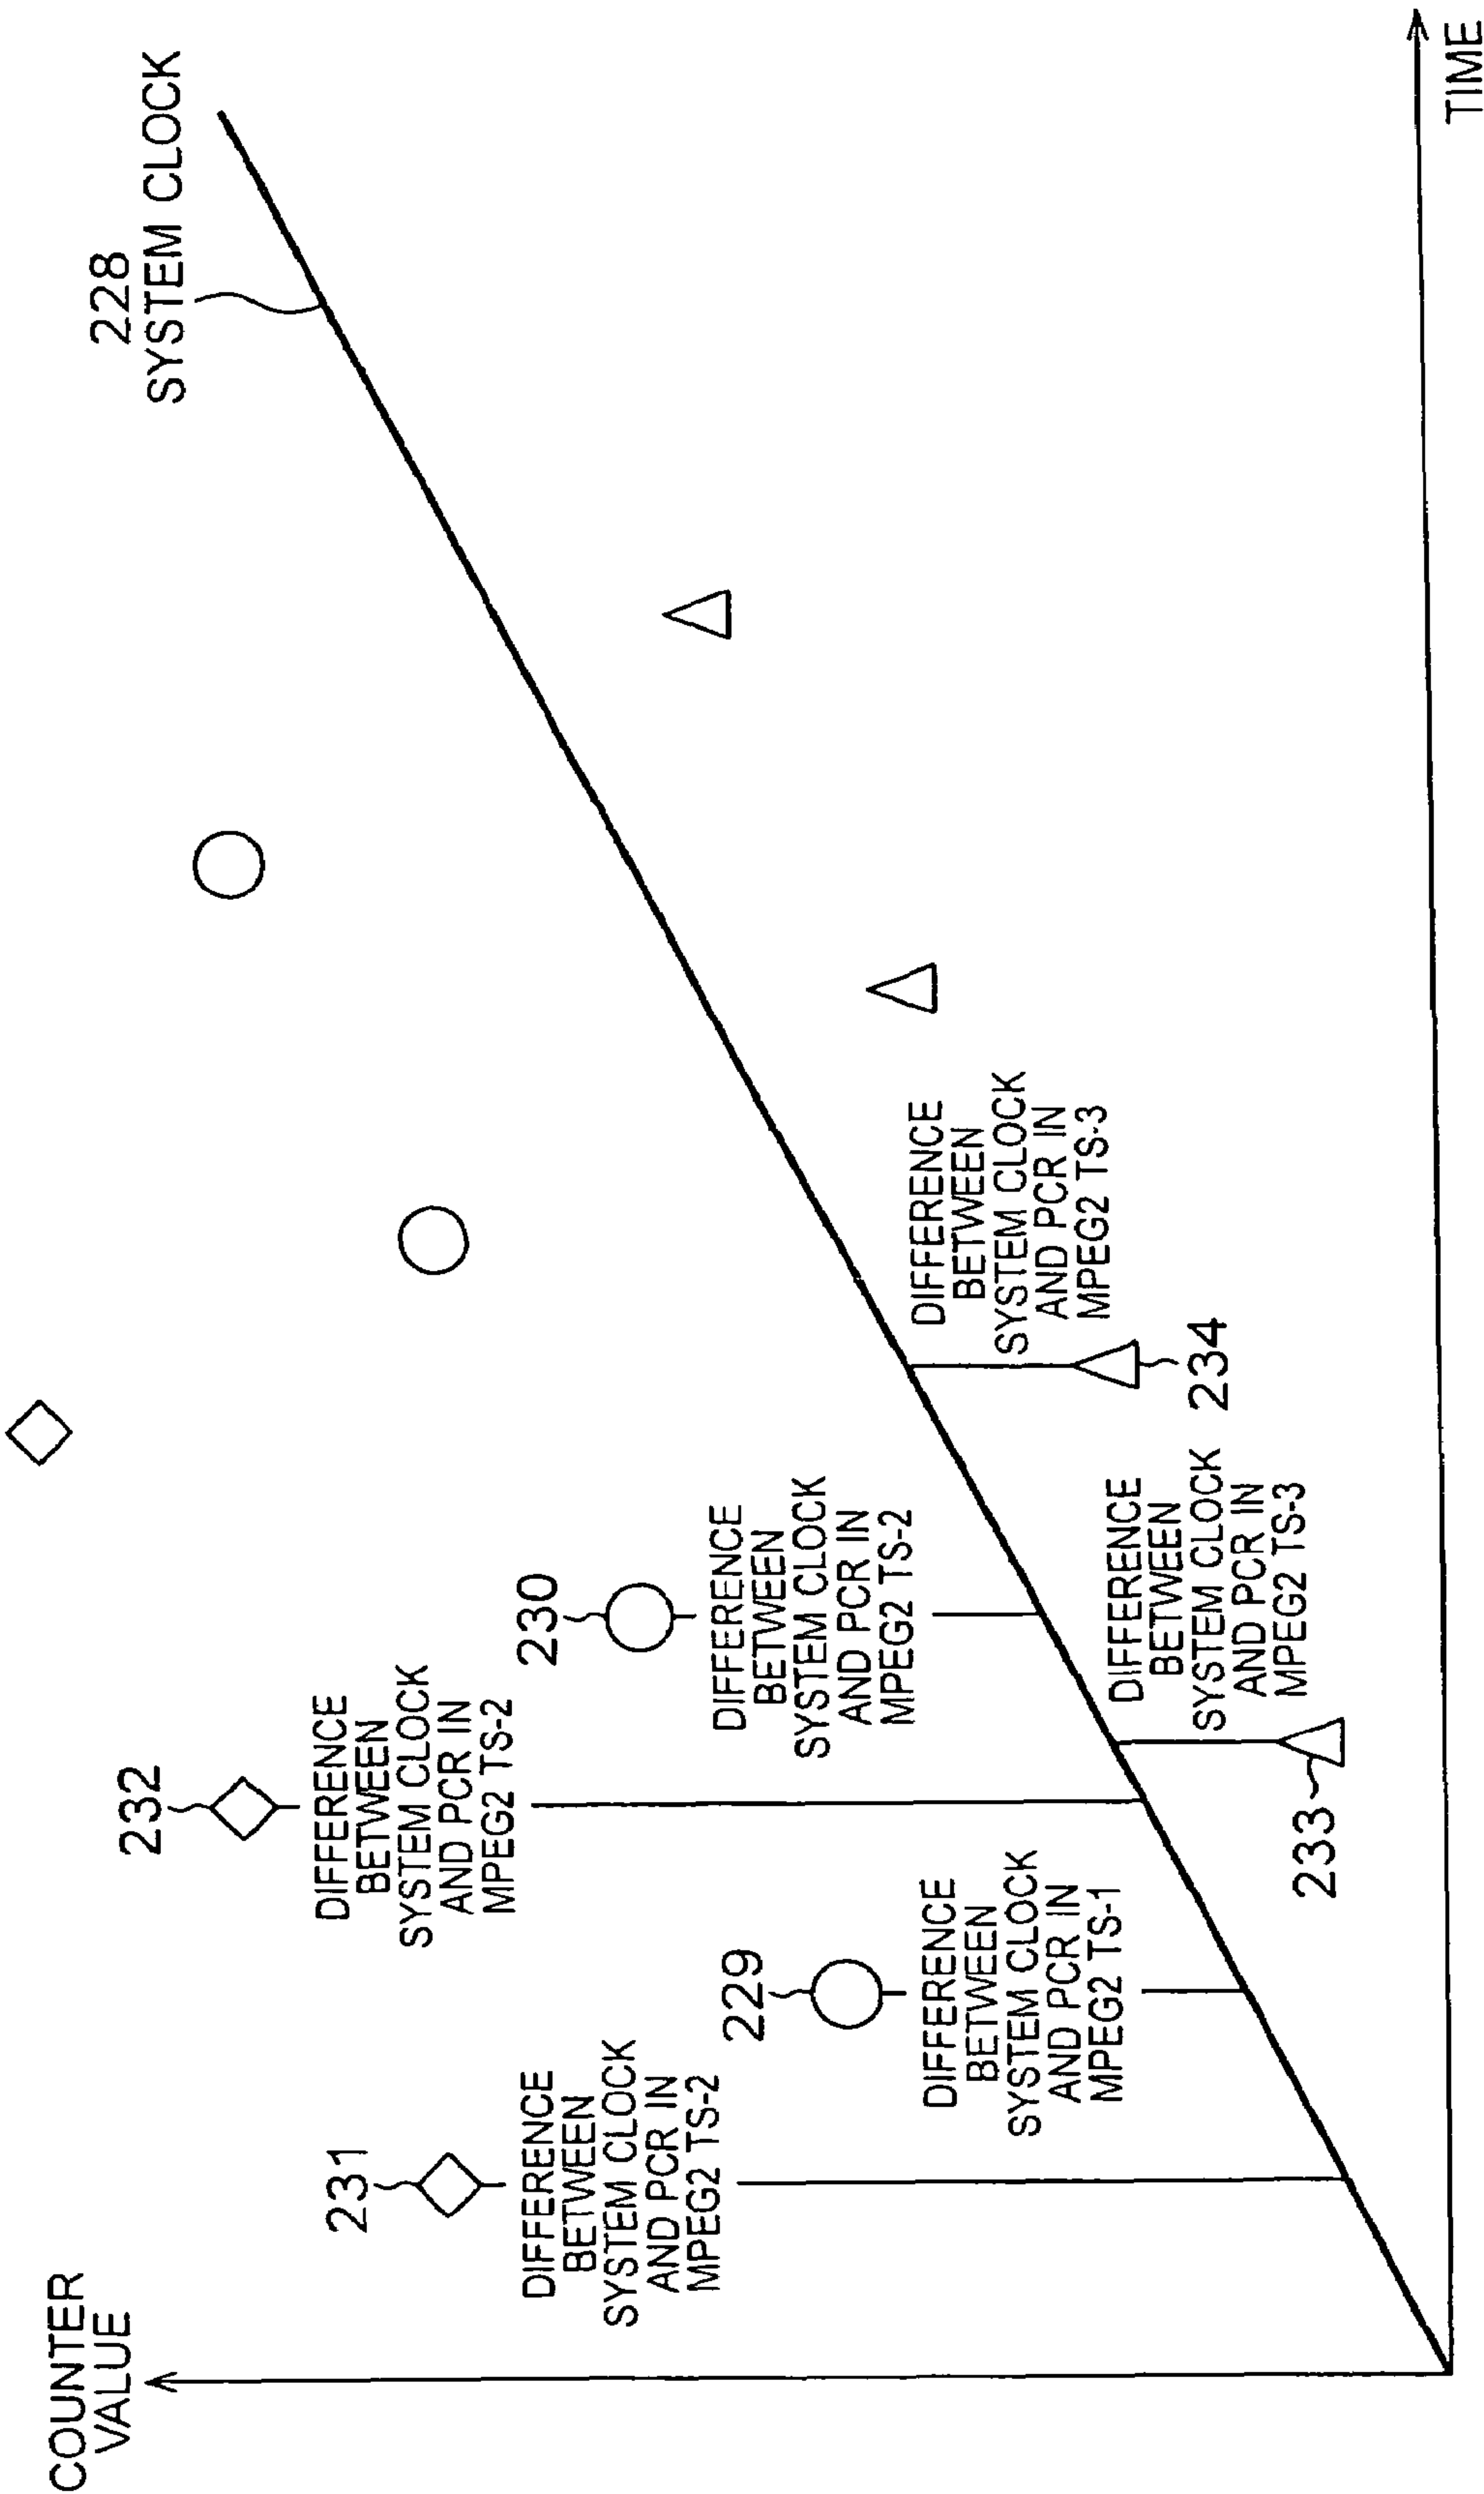 COUNTER
VALUE
231
DIFFERENCE
BETWEEN
SYSTEM CLOCK
AND PCR IN
MPEG2 TS-2
232
DIFFERENCE
BETWEEN
SYSTEM CLOCK
AND PCR IN
MPEG2 TS-2
229
DIFFERENCE
BETWEEN
SYSTEM CLOCK
AND PCR IN
MPEG2 TS-1
230
DIFFERENCE
BETWEEN
SYSTEM CLOCK
AND PCR IN
MPEG2 TS-2
233
DIFFERENCE
BETWEEN
SYSTEM CLOCK
AND PCR IN
MPEG2 TS-3
234
DIFFERENCE
BETWEEN
SYSTEM CLOCK
AND PCR IN
MPEG2 TS-3
228
SYSTEM CLOCK
TIME